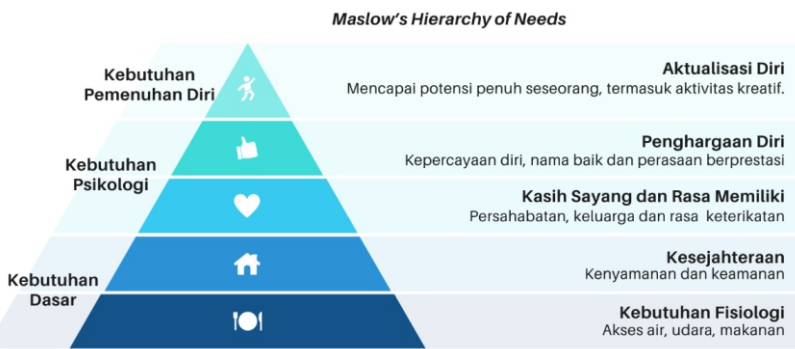 Maslow's Hierarchy of Needs
Kebutuhan
Pemenuhan Diri
Aktualisasi Diri
Mencapai potensi penuh seseorang, termasuk aktivitas kreatif.
Kebutuhan
Psikologi
Penghargaan Diri
Kepercayaan diri, nama baik dan perasaan berprestasi
Kasih Sayang dan Rasa Memiliki
Persahabatan, keluarga dan rasa keterikatan
Kebutuhan
Dasar
Kesejahteraan
Kenyamanan dan keamanan
Kebutuhan Fisiologi
Akses air, udara, makanan